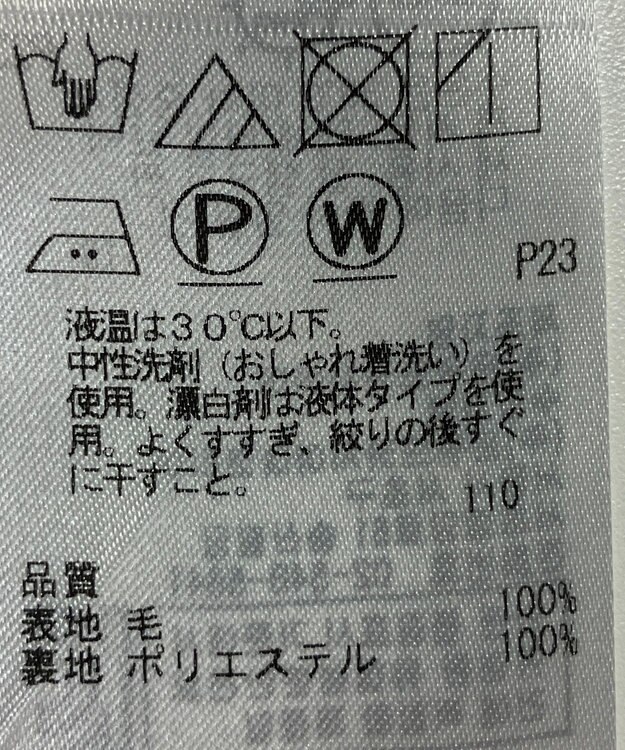 P W
P23
液温は30℃以下。
中性洗剤（おしゃれ着洗い）を
使用。漂白剤は液体タイプを使
用。よくすすぎ、絞りの後すぐ
に干すこと。
110
品質
表地 毛 100%
裏地 ポリエステル 100%